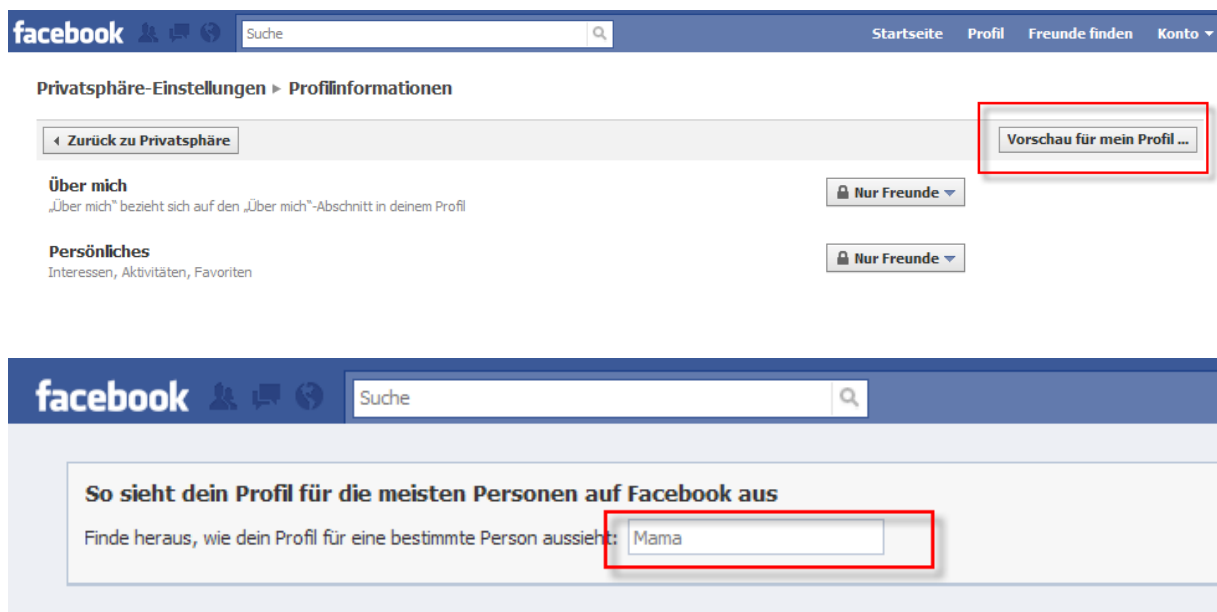 facebook Suche Startseite Profil Freunde finden Konto
Privatsphäre-Einstellungen ▸ Profilinformationen
Zurück zu Privatsphäre Vorschau für mein Profil ...
Über mich Nur Freunde
„Über mich“ bezieht sich auf den „Über mich“-Abschnitt in deinem Profil
Persönliches Nur Freunde
Interessen, Aktivitäten, Favoriten
facebook Suche
So sieht dein Profil für die meisten Personen auf Facebook aus
Finde heraus, wie dein Profil für eine bestimmte Person aussieht: Mama